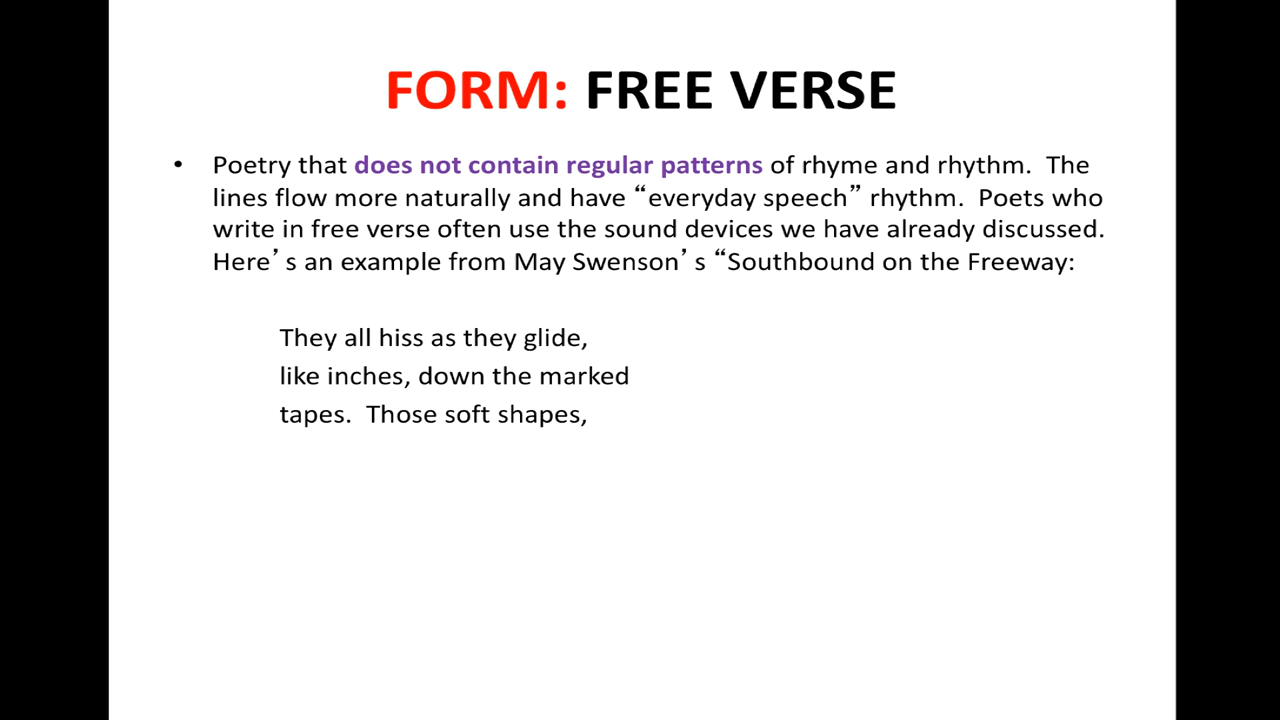 FORM: FREE VERSE
• Poetry that does not contain regular patterns of rhyme and rhythm.  The
lines flow more naturally and have “everyday speech” rhythm.  Poets who
write in free verse often use the sound devices we have already discussed.
Here’s an example from May Swenson’s “Southbound on the Freeway:
They all hiss as they glide,
like inches, down the marked
tapes.  Those soft shapes,